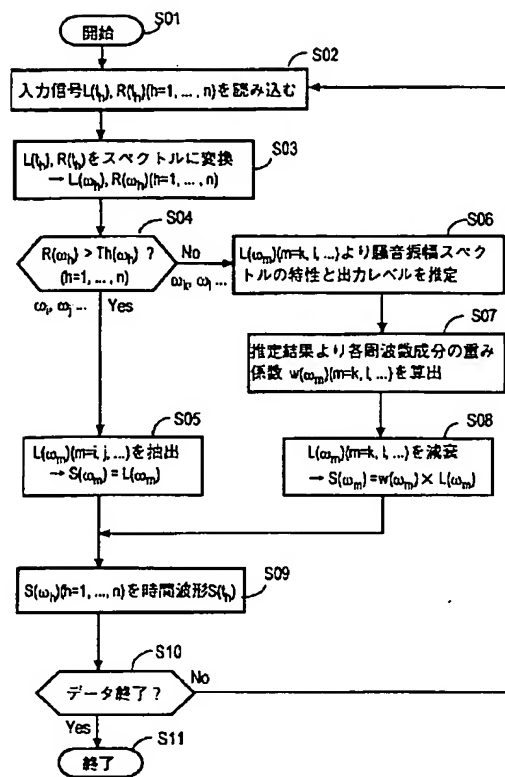 開始
S01
S02
入力信号L(tₕ), R(tₕ){h=1, ... , n}を読み込む
S03
L(tₕ), R(tₕ)をスペクトルに変換
→ L(ωₕ), R(ωₕ){h=1, ... , n}
S04
R(ωₕ) > Th(ωₕ) ?
{h=1, ... , n}
No
ωₖ, ωₗ ...
ωᵢ, ωⱼ ...
Yes
S06
L(ωₘ){m=k, l, ...}より騒音振幅スペ
クトルの特性と出力レベルを推定
S07
推定結果より各周波数成分の重み
係数 w(ωₘ){m=k, l, ...}を算出
S05
L(ωₘ){m=i, j, ...}を抽出
→ S(ωₘ) = L(ωₘ)
S08
L(ωₘ){m=k, l, ...}を減衰
→ S(ωₘ)=w(ωₘ)× L(ωₘ)
S09
S(ωₕ){h=1, ..., n}を時間波形S(tₕ)
S10
データ終了？
No
Yes
S11
終了